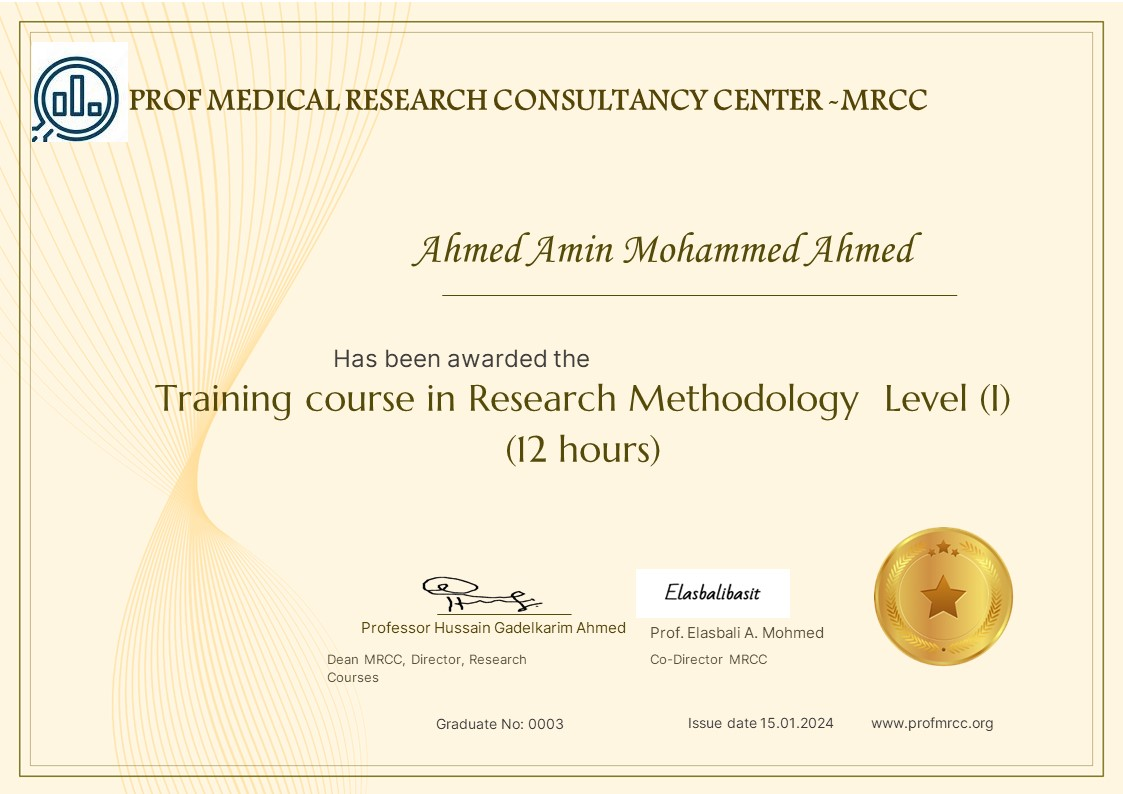 PROF MEDICAL RESEARCH CONSULTANCY CENTER ~MRCC
Ahmed Amin Mohammed Ahmed
Has been awarded the
Training course in Research Methodology Level (I)
(12 hours)
Elasbalibasit
Professor Hussain Gadelkarim Ahmed
Prof. Elasbali A. Mohmed
Dean MRCC, Director, Research
Courses
Co-Director MRCC
Graduate No: 0003
Issue date 15.01.2024
www.profmrcc.org